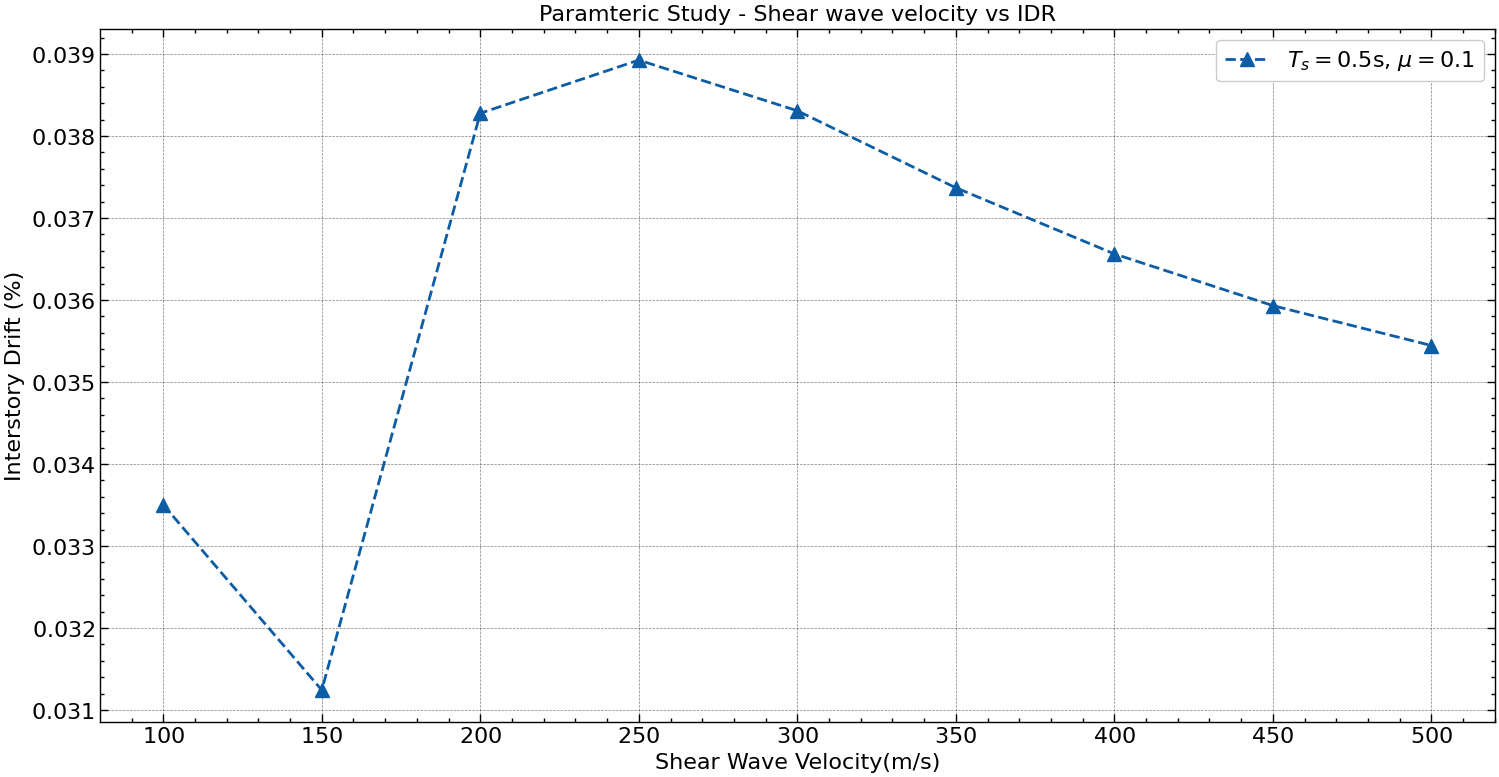 Paramteric Study - Shear wave velocity vs IDR
T_s = 0.5s, μ = 0.1
Interstory Drift (%)
0.039
0.038
0.037
0.036
0.035
0.034
0.033
0.032
0.031
100 150 200 250 300 350 400 450 500
Shear Wave Velocity(m/s)